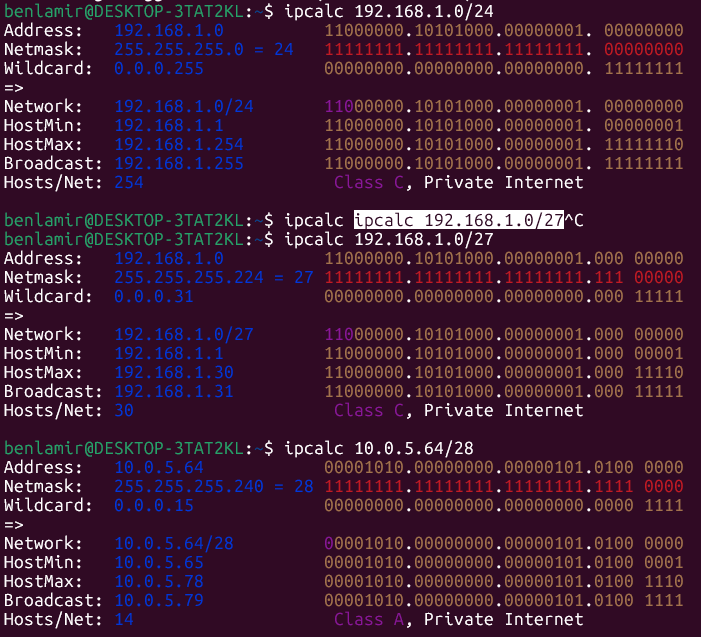 benlamir@DESKTOP-3TAT2KL:~$ ipcalc 192.168.1.0/24
Address:   192.168.1.0          11000000.10101000.00000001. 00000000
Netmask:   255.255.255.0 = 24   11111111.11111111.11111111. 00000000
Wildcard:  0.0.0.255            00000000.00000000.00000000. 11111111
=>
Network:   192.168.1.0/24       11000000.10101000.00000001. 00000000
HostMin:   192.168.1.1          11000000.10101000.00000001. 00000001
HostMax:   192.168.1.254        11000000.10101000.00000001. 11111110
Broadcast: 192.168.1.255        11000000.10101000.00000001. 11111111
Hosts/Net: 254                   Class C, Private Internet
benlamir@DESKTOP-3TAT2KL:~$ ipcalc ipcalc 192.168.1.0/27^C
benlamir@DESKTOP-3TAT2KL:~$ ipcalc 192.168.1.0/27
Address:   192.168.1.0          11000000.10101000.00000001.000 00000
Netmask:   255.255.255.224 = 27 11111111.11111111.11111111.111 00000
Wildcard:  0.0.0.31             00000000.00000000.00000000.000 11111
=>
Network:   192.168.1.0/27       11000000.10101000.00000001.000 00000
HostMin:   192.168.1.1          11000000.10101000.00000001.000 00001
HostMax:   192.168.1.30         11000000.10101000.00000001.000 11110
Broadcast: 192.168.1.31         11000000.10101000.00000001.000 11111
Hosts/Net: 30                    Class C, Private Internet
benlamir@DESKTOP-3TAT2KL:~$ ipcalc 10.0.5.64/28
Address:   10.0.5.64            00001010.00000000.00000101.0100 0000
Netmask:   255.255.255.240 = 28 11111111.11111111.11111111.1111 0000
Wildcard:  0.0.0.15             00000000.00000000.00000000.0000 1111
=>
Network:   10.0.5.64/28         00001010.00000000.00000101.0100 0000
HostMin:   10.0.5.65            00001010.00000000.00000101.0100 0001
HostMax:   10.0.5.78            00001010.00000000.00000101.0100 1110
Broadcast: 10.0.5.79            00001010.00000000.00000101.0100 1111
Hosts/Net: 14                    Class A, Private Internet